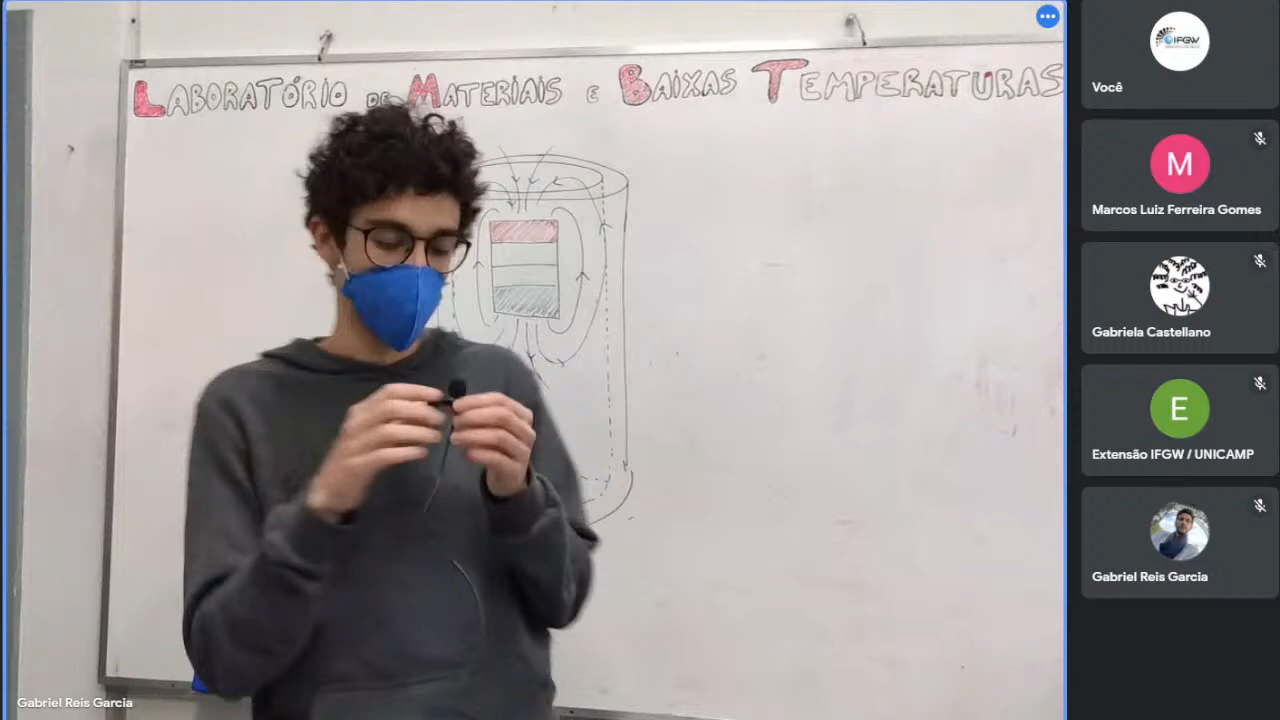 LABORATÓRIO DE MATERIAIS E BAIXAS TEMPERATURAS
IFGW
Você
M
Marcos Luiz Ferreira Gomes
Gabriela Castellano
E
Extensão IFGW / UNICAMP
Gabriel Reis Garcia
Gabriel Reis Garcia